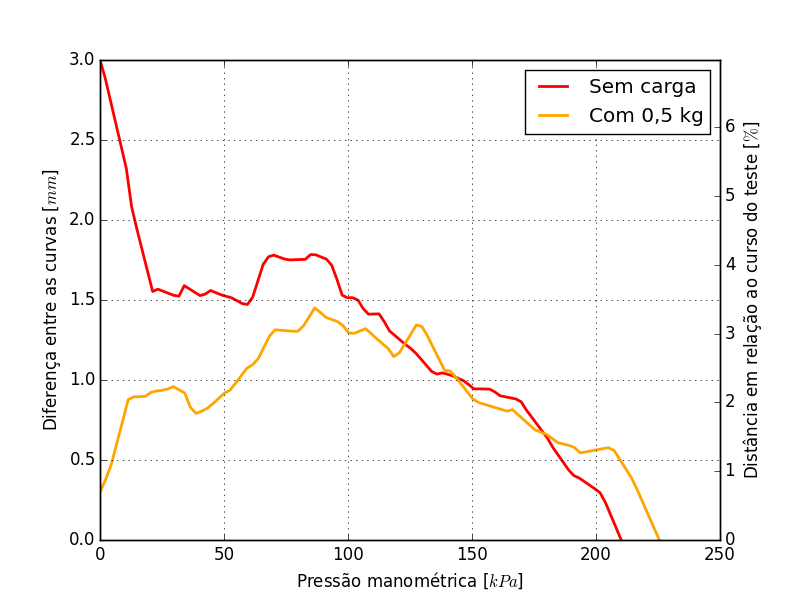 Sem carga
Com 0,5 kg
Diferença entre as curvas [mm]
3.0
2.5
2.0
1.5
1.0
0.5
0.0
Distância em relação ao curso do teste [%]
6
5
4
3
2
1
0
0 50 100 150 200 250
Pressão manométrica [kPa]